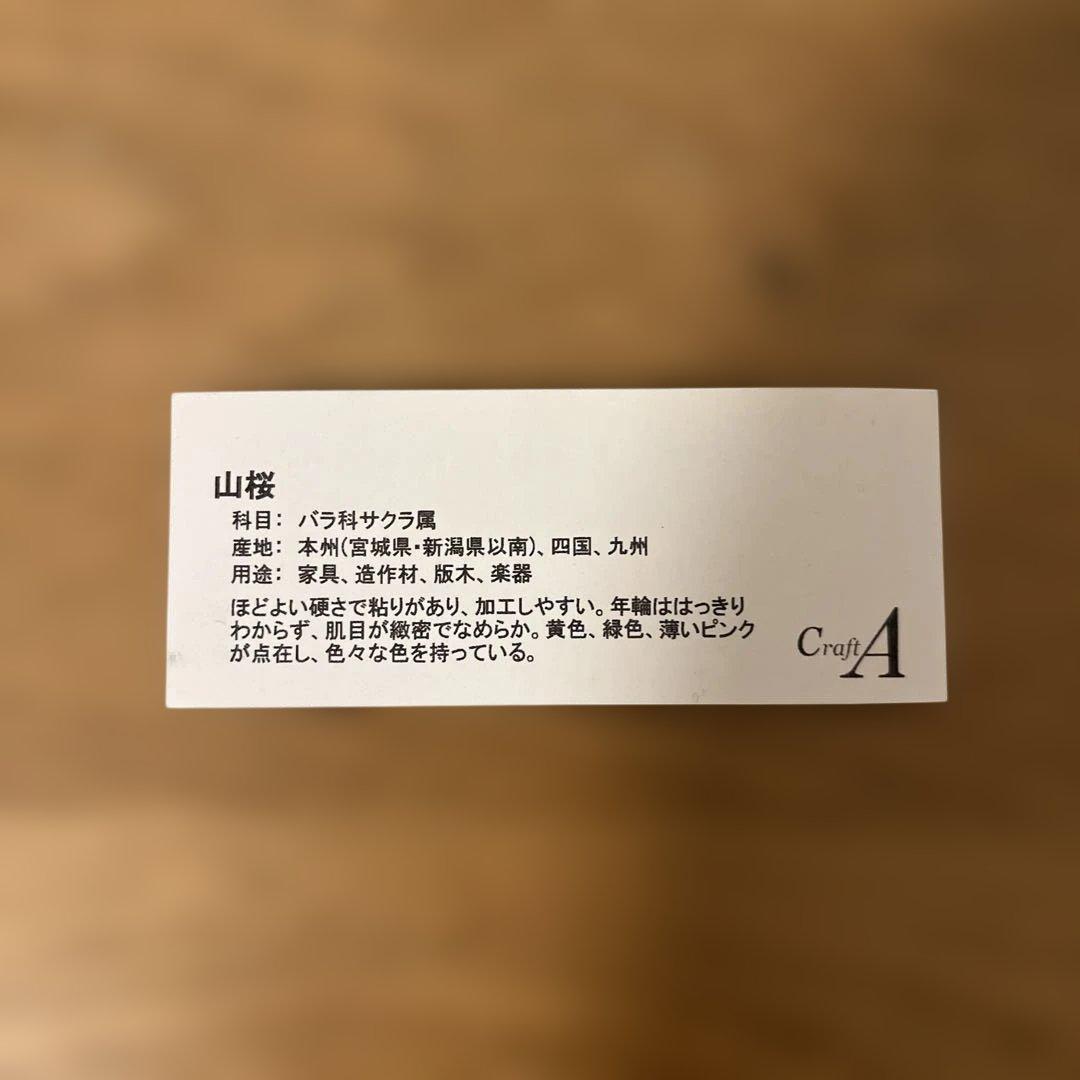 山桜
科目： バラ科サクラ属
産地： 本州(宮城県・新潟県以南)、四国、九州
用途： 家具、造作材、版木、楽器
ほどよい硬さで粘りがあり、加工しやすい。年輪ははっきり
わからず、肌目が緻密でなめらか。黄色、緑色、薄いピンク
が点在し、色々な色を持っている。
Craft A